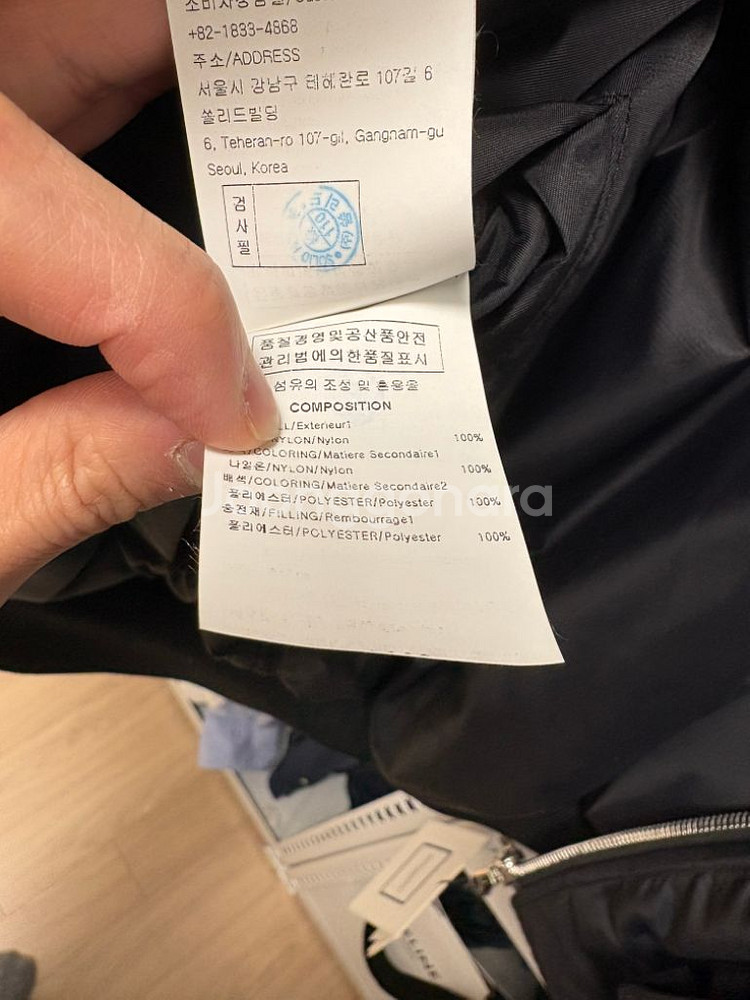 +82-1833-4868
주소/ADDRESS
서울시 강남구 테헤란로 107길 6
쏠리드빌딩
6, Teheran-ro 107-gil, Gangnam-gu
Seoul, Korea
검
사
필
110
SOLID
품질경영및공산품안전
관리법에의한품질표시
섬유의 조성 및 혼용율
COMPOSITION
/Exterieur1
NYLON/Nylon 100%
/COLORING/Matiere Secondaire1
나일론/NYLON/Nylon 100%
배색/COLORING/Matiere Secondaire2
폴리에스터/POLYESTER/Polyester 100%
충전재/FILLING/Rembourrage1
폴리에스터/POLYESTER/Polyester 100%